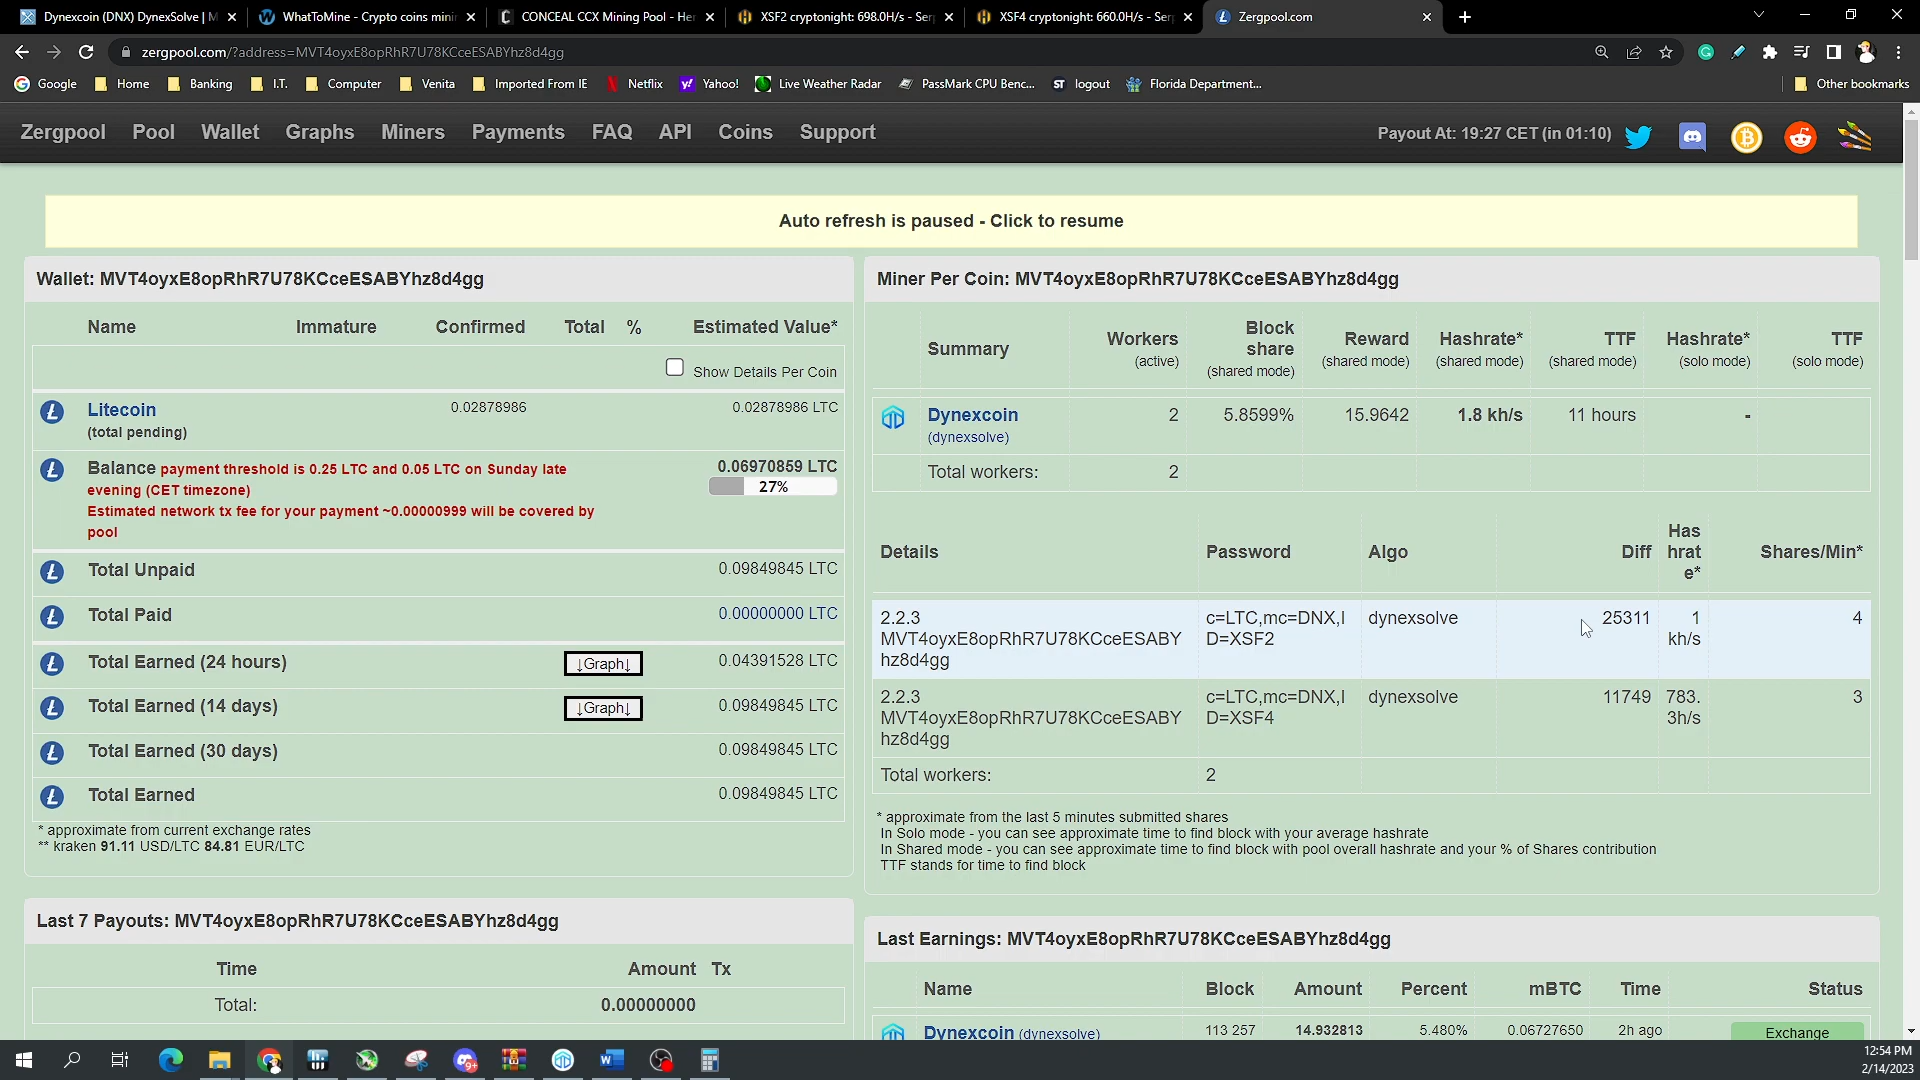 Dynexcoin (DNX) DynexSolve | M
WhatToMine - Crypto coins mini
CONCEAL CCX Mining Pool - He
XSF2 cryptonight: 698.0H/s - Ser
XSF4 cryptonight: 660.0H/s - Ser
Zergpool.com
zergpool.com/?address=MVT4oyxE8opRhR7U78KCceESABYhz8d4gg
Google Home Banking I.T. Computer Venita Imported From IE Netflix Yahoo! Live Weather Radar PassMark CPU Benc... ST logout Florida Department... Other bookmarks
Zergpool Pool Wallet Graphs Miners Payments FAQ API Coins Support Payout At: 19:27 CET (in 01:10)
Auto refresh is paused - Click to resume
Wallet: MVT4oyxE8opRhR7U78KCceESABYhz8d4gg
Name Immature Confirmed Total % Estimated Value*
Show Details Per Coin
Litecoin 0.02878986 0.02878986 LTC
(total pending)
Balance payment threshold is 0.25 LTC and 0.05 LTC on Sunday late 0.06970859 LTC
evening (CET timezone) 27%
Estimated network tx fee for your payment ~0.00000999 will be covered by
pool
Total Unpaid 0.09849845 LTC
Total Paid 0.00000000 LTC
Total Earned (24 hours) ↓Graph↓ 0.04391528 LTC
Total Earned (14 days) ↓Graph↓ 0.09849845 LTC
Total Earned (30 days) 0.09849845 LTC
Total Earned 0.09849845 LTC
* approximate from current exchange rates
** kraken 91.11 USD/LTC 84.81 EUR/LTC
Last 7 Payouts: MVT4oyxE8opRhR7U78KCceESABYhz8d4gg
Time Amount Tx
Total: 0.00000000
Miner Per Coin: MVT4oyxE8opRhR7U78KCceESABYhz8d4gg
Summary
Workers
(active)
Block
share
(shared mode)
Reward
(shared mode)
Hashrate*
(shared mode)
TTF
(shared mode)
Hashrate*
(solo mode)
TTF
(solo mode)
Dynexcoin 2 5.8599% 15.9642 1.8 kh/s 11 hours -
(dynexsolve)
Total workers: 2
Details Password Algo Diff
Has
hrat
e*
Shares/Min*
2.2.3 c=LTC,mc=DNX,I dynexsolve 25311 1 4
MVT4oyxE8opRhR7U78KCceESABY D=XSF2 kh/s
hz8d4gg
2.2.3 c=LTC,mc=DNX,I dynexsolve 11749 783. 3
MVT4oyxE8opRhR7U78KCceESABY D=XSF4 3h/s
hz8d4gg
Total workers: 2
* approximate from the last 5 minutes submitted shares
In Solo mode - you can see approximate time to find block with your average hashrate
In Shared mode - you can see approximate time to find block with pool overall hashrate and your % of Shares contribution
TTF stands for time to find block
Last Earnings: MVT4oyxE8opRhR7U78KCceESABYhz8d4gg
Name Block Amount Percent mBTC Time Status
Dynexcoin (dynexsolve) 113 257 14.932813 5.480% 0.06727650 2h ago Exchange
12:54 PM
2/14/2023